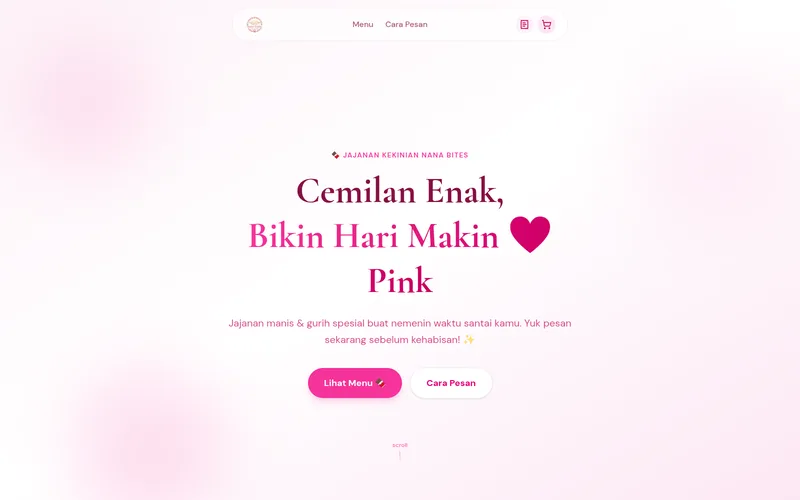 Menu Cara Pesan
🍫 JAJANAN KEKINIAN NANA BITES
Cemilan Enak,
Bikin Hari Makin ♥
Pink
Jajanan manis & gurih spesial buat nemenin waktu santai kamu. Yuk pesan
sekarang sebelum kehabisan! ✨
Lihat Menu 🍫 Cara Pesan
scroll